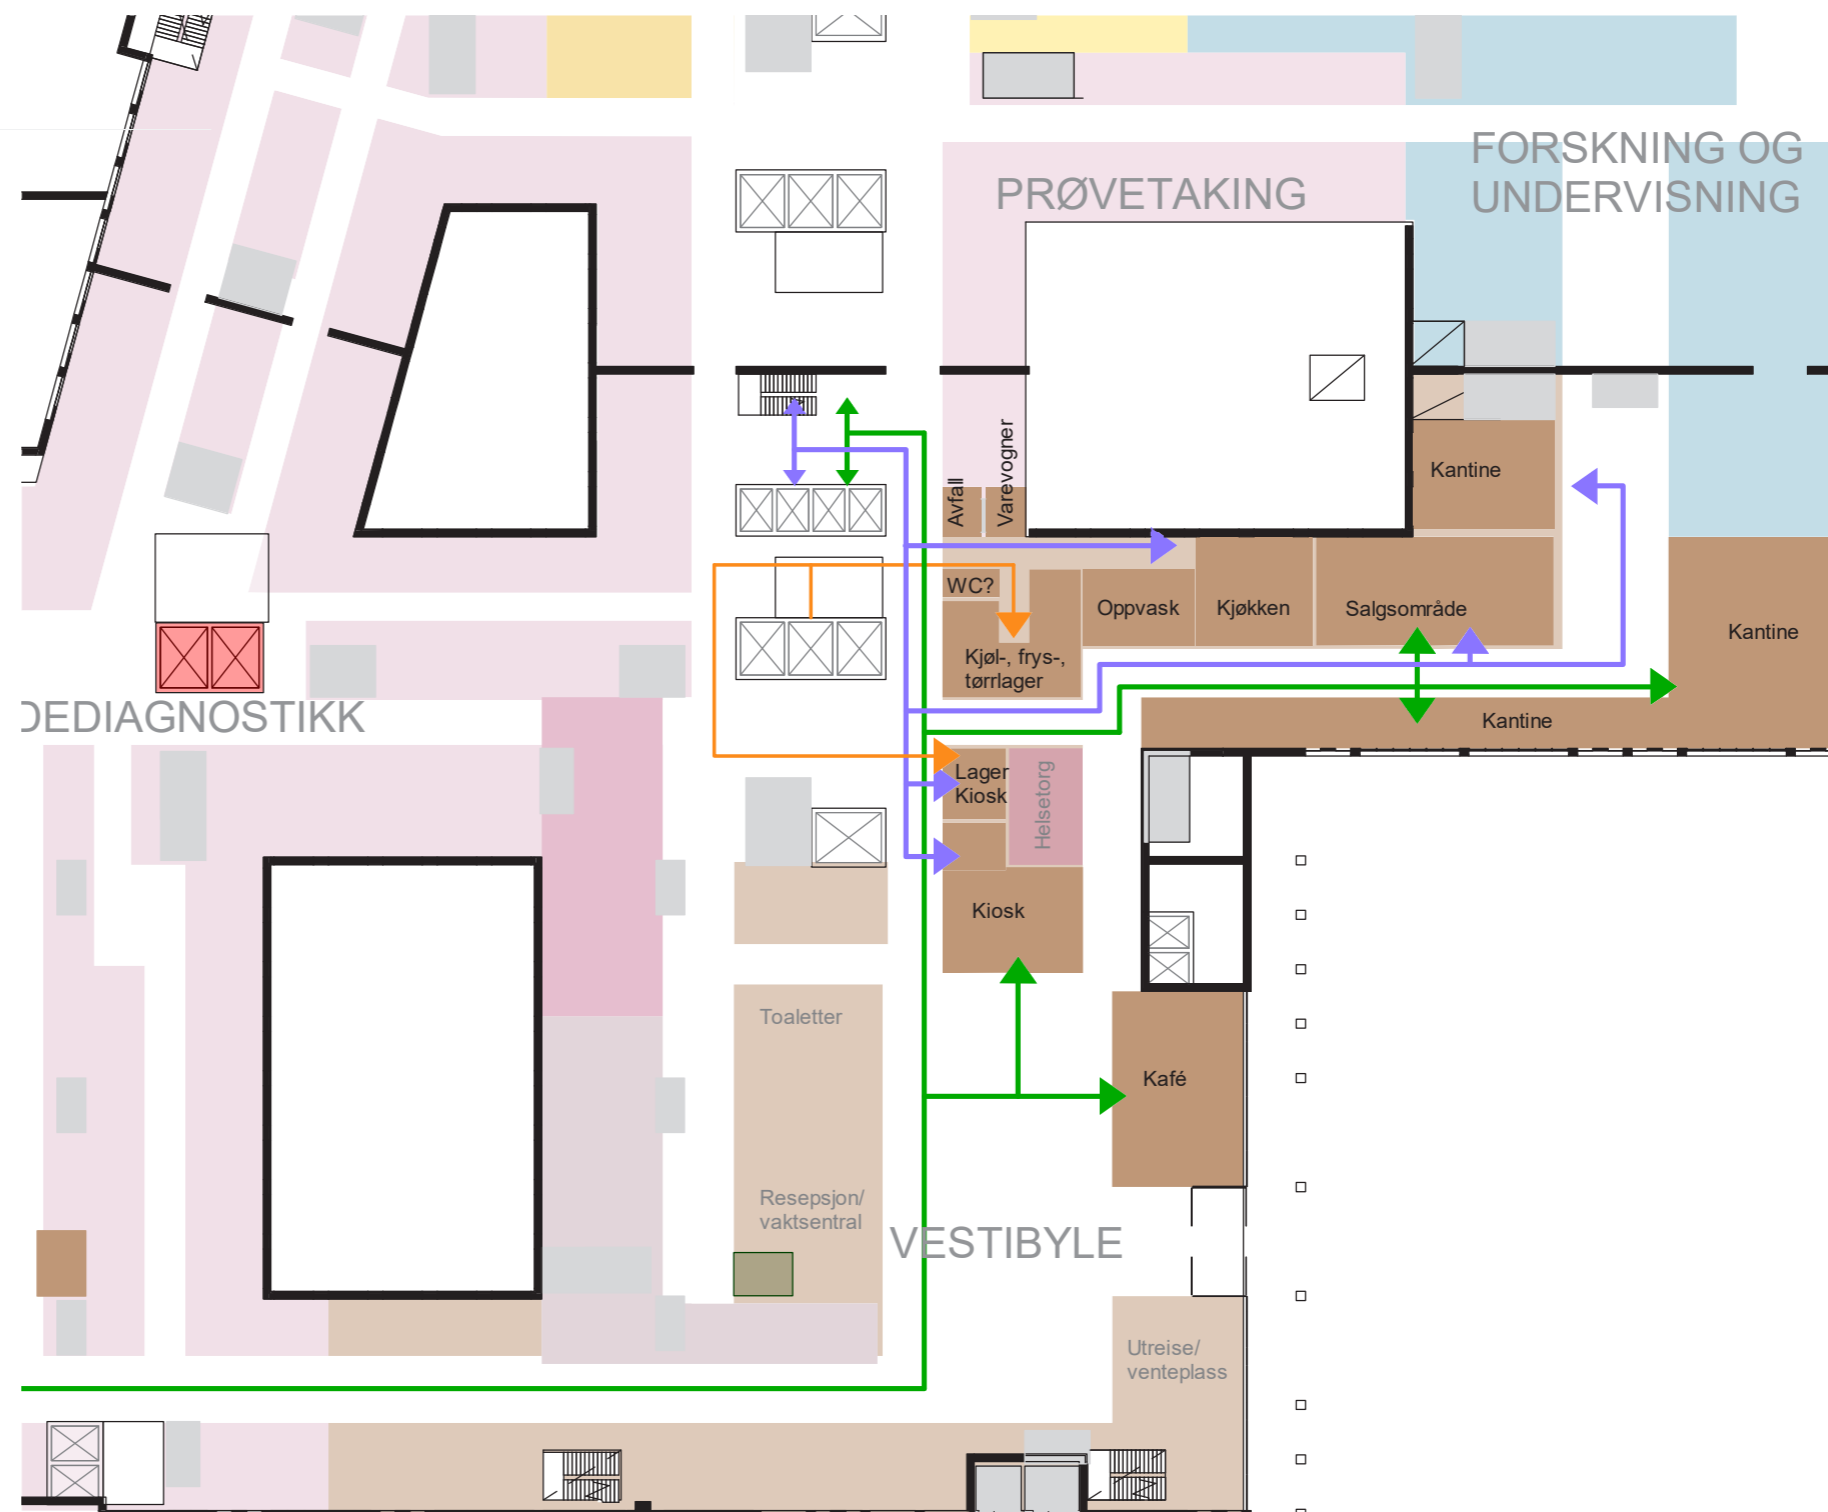 FORSKNING OG
UNDERVISNING
PRØVETAKING
Kantine
Avfall
Varevogner
WC?
Oppvask
Kjøkken
Salgsområde
Kantine
Kjøl-, frys-,
tørrlager
DEDIAGNOSTIKK
Kantine
Lager
Kiosk
Helsetorg
Kiosk
Toaletter
Kafé
Resepsjon/
vaktsentral
VESTIBYLE
Utreise/
venteplass